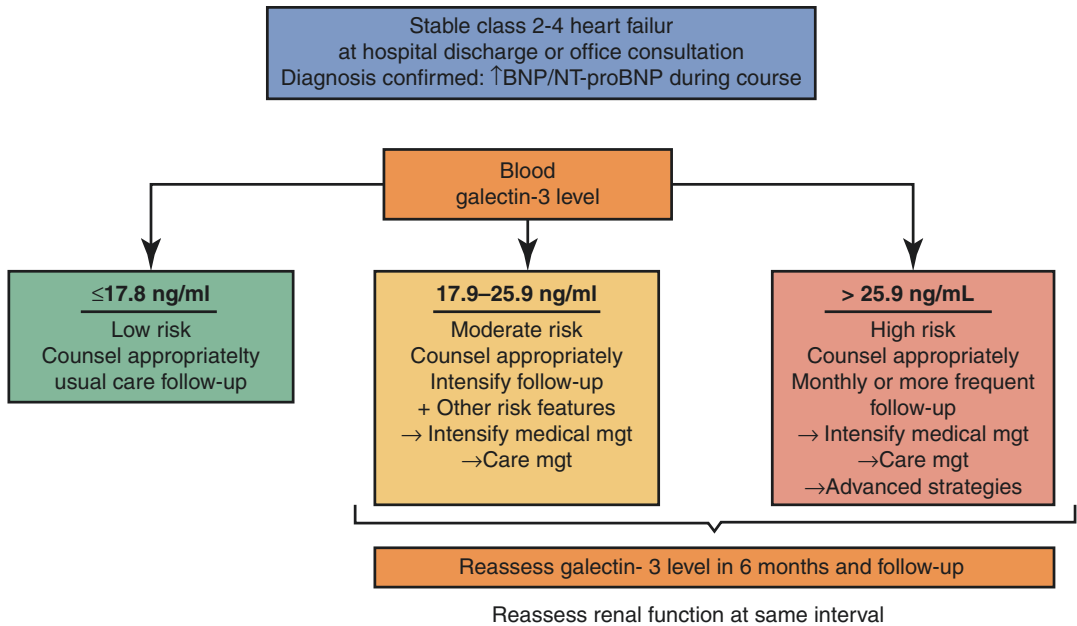 Stable class 2-4 heart failur
at hospital discharge or office consultation
Diagnosis confirmed: ↑BNP/NT-proBNP during course
Blood
galectin-3 level
≤17.8 ng/ml
Low risk
Counsel appropriatelty
usual care follow-up
17.9–25.9 ng/ml
Moderate risk
Counsel appropriately
Intensify follow-up
+ Other risk features
→ Intensify medical mgt
→Care mgt
> 25.9 ng/mL
High risk
Counsel appropriately
Monthly or more frequent
follow-up
→ Intensify medical mgt
→Care mgt
→Advanced strategies
Reassess galectin- 3 level in 6 months and follow-up
Reassess renal function at same interval